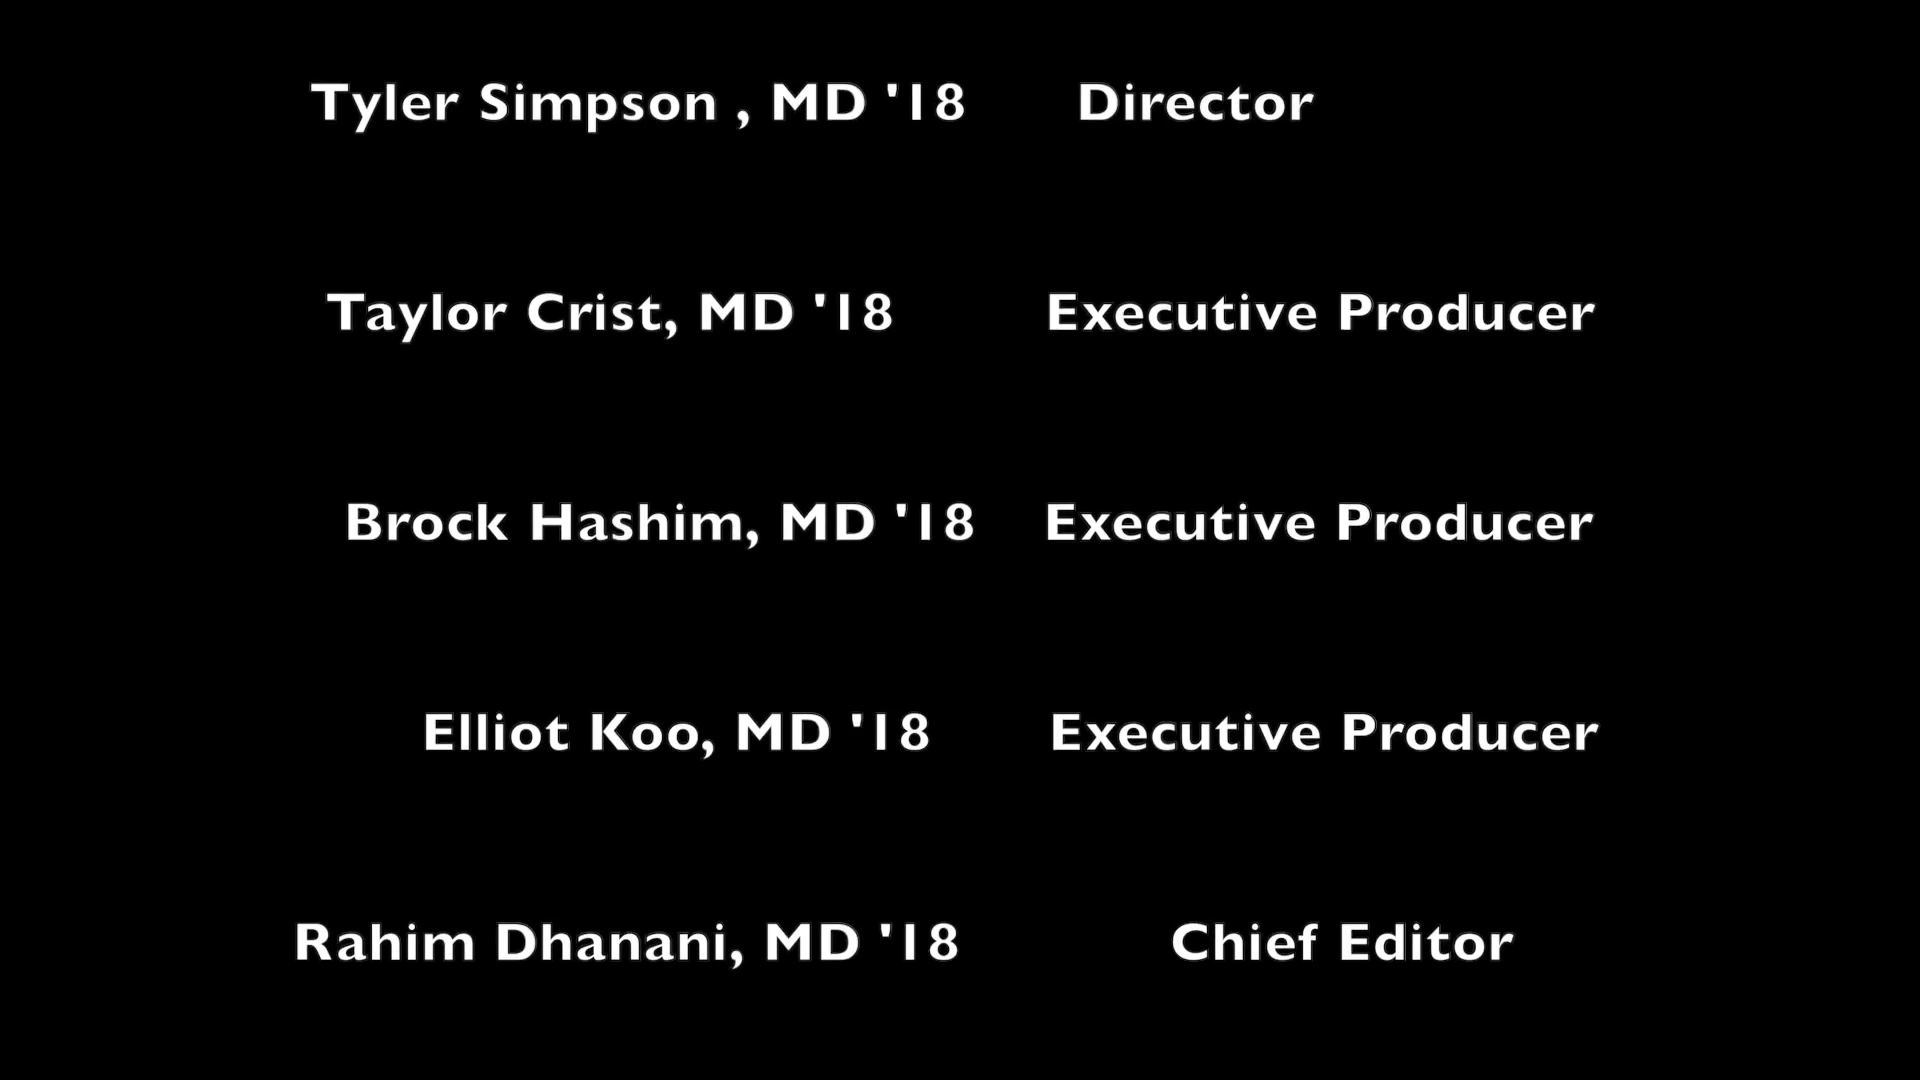 Tyler Simpson , MD '18 Director
Taylor Crist, MD '18 Executive Producer
Brock Hashim, MD '18 Executive Producer
Elliot Koo, MD '18 Executive Producer
Rahim Dhanani, MD '18 Chief Editor